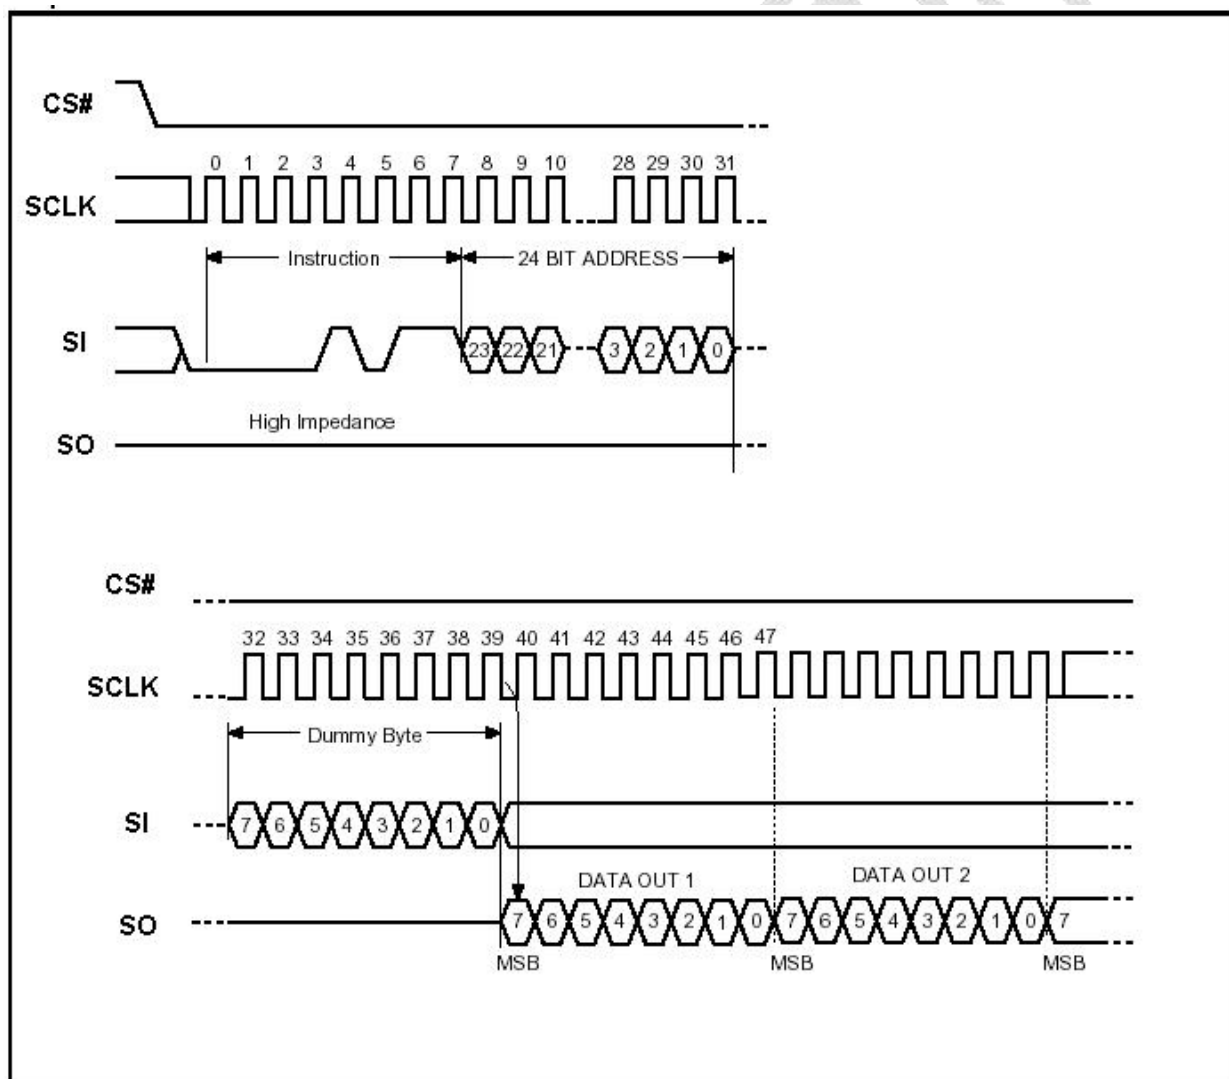 CS#
0 1 2 3 4 5 6 7 8 9 10 28 29 30 31
SCLK
Instruction 24 BIT ADDRESS
SI 23 22 21 3 2 1 0
High Impedance
SO
CS#
32 33 34 35 36 37 38 39 40 41 42 43 44 45 46 47
SCLK
Dummy Byte
SI 7 6 5 4 3 2 1 0
DATA OUT 1 DATA OUT 2
SO 7 6 5 4 3 2 1 0 7 6 5 4 3 2 1 0 7
MSB MSB MSB